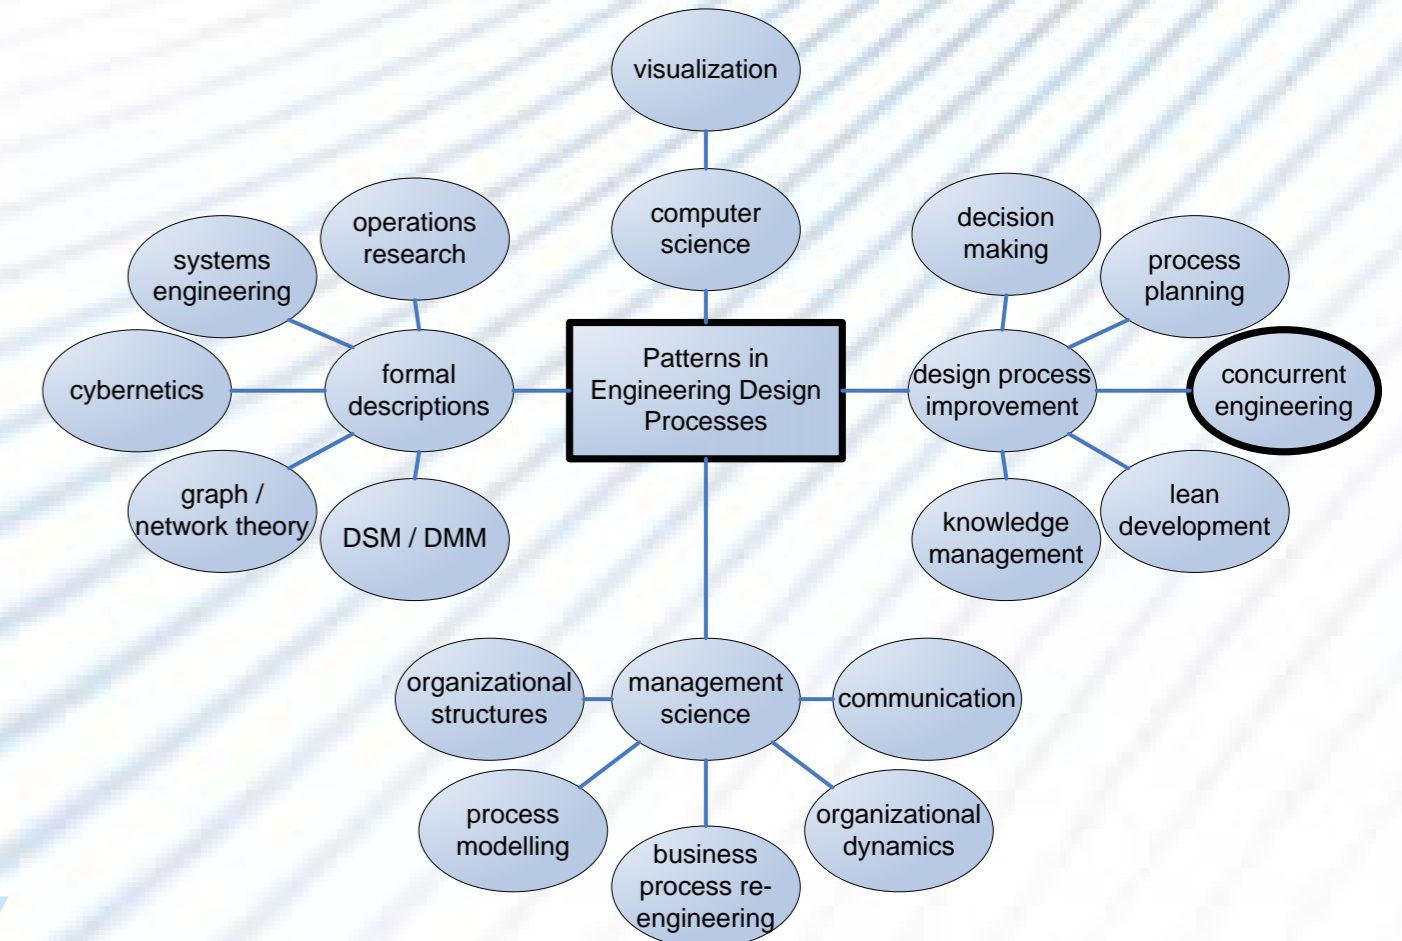 visualization
computer
science
operations
research
systems
engineering
cybernetics
formal
descriptions
graph /
network theory
DSM / DMM
Patterns in
Engineering Design
Processes
decision
making
process
planning
design process
improvement
concurrent
engineering
lean
development
knowledge
management
organizational
structures
management
science
communication
process
modelling
business
process re-
engineering
organizational
dynamics